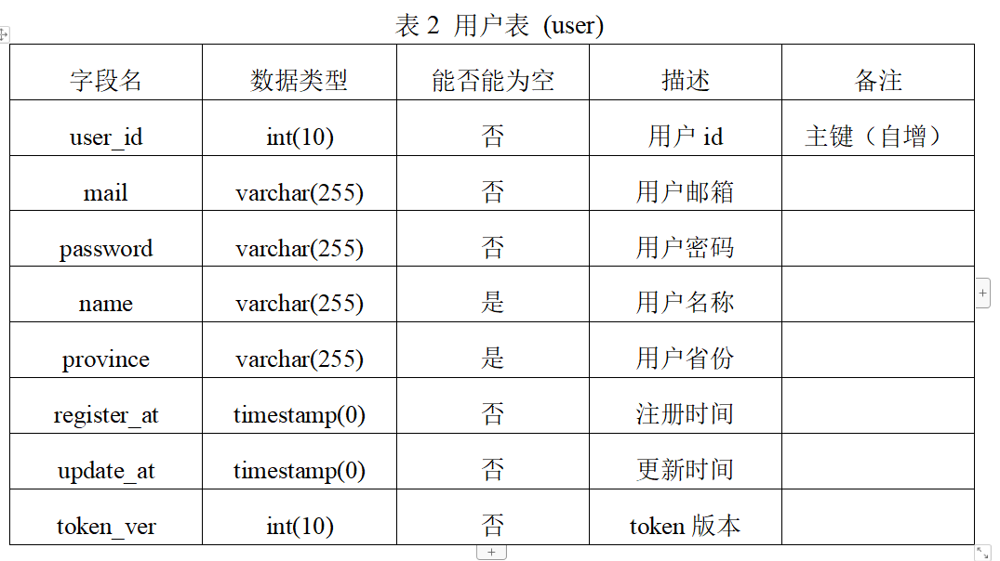 表 2 用户表 (user)
字段名 数据类型 能否能为空 描述 备注
user_id int(10) 否 用户 id 主键（自增）
mail varchar(255) 否 用户邮箱
password varchar(255) 否 用户密码
name varchar(255) 是 用户名称
province varchar(255) 是 用户省份
register_at timestamp(0) 否 注册时间
update_at timestamp(0) 否 更新时间
token_ver int(10) 否 token 版本